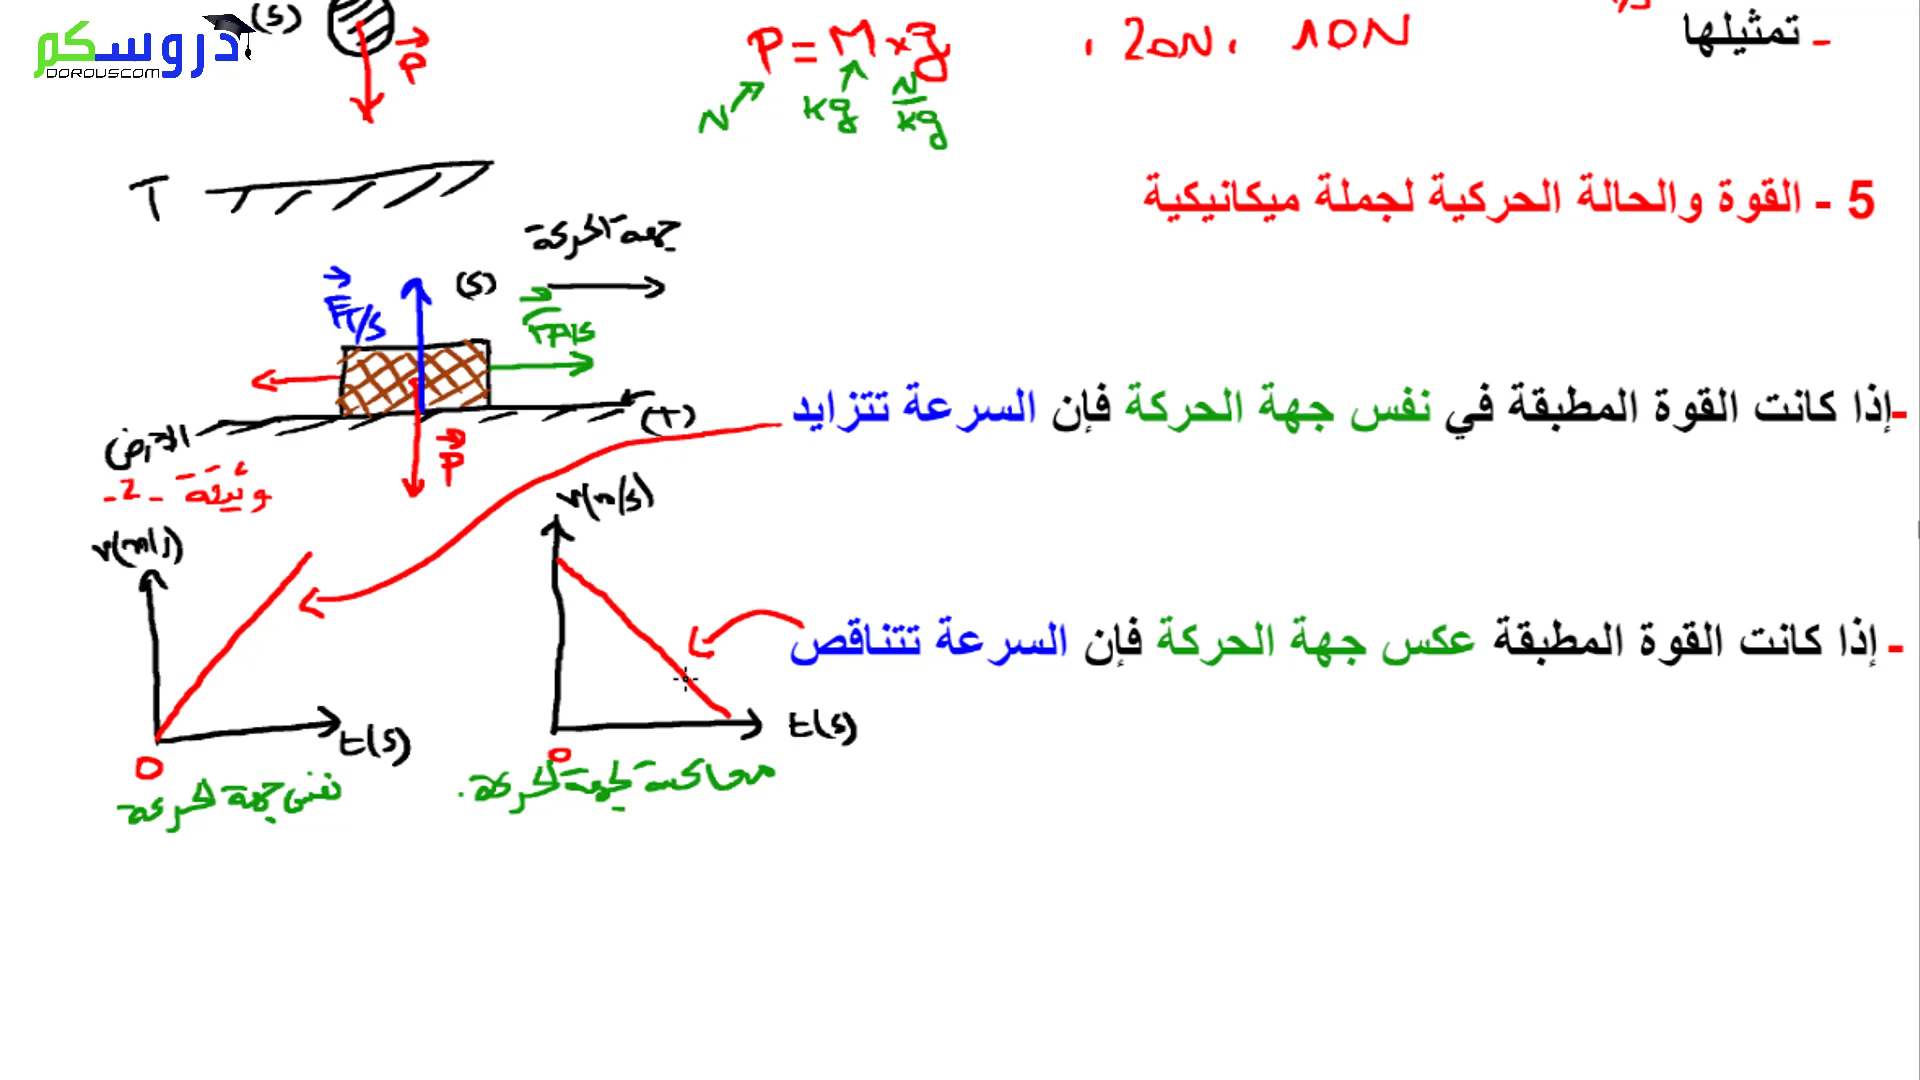 دروسكم
DOROUSCOM
(S)
P
P = M x g
N
kg
N/kg
20N، 10N
- تمثيلها
T
5 - القوة والحالة الحركية لجملة ميكانيكية
جهة الحركة
(S)
F T/S
F A/S
- إذا كانت القوة المطبقة في نفس جهة الحركة فإن السرعة تتزايد
(T)
الأرض
P
وثيقة -2-
v(m/s)
v(m/s)
- إذا كانت القوة المطبقة عكس جهة الحركة فإن السرعة تتناقص
t(s)
t(s)
0
0
نفس جهة الحركة
معاكسة لجهة الحركة.